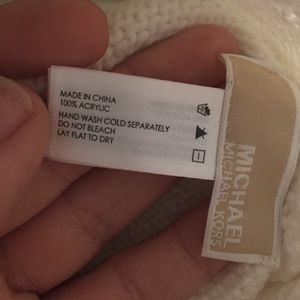 MADE IN CHINA
100% ACRYLIC
HAND WASH COLD SEPARATELY
DO NOT BLEACH
LAY FLAT TO DRY
MICHAEL
MICHAEL KORS